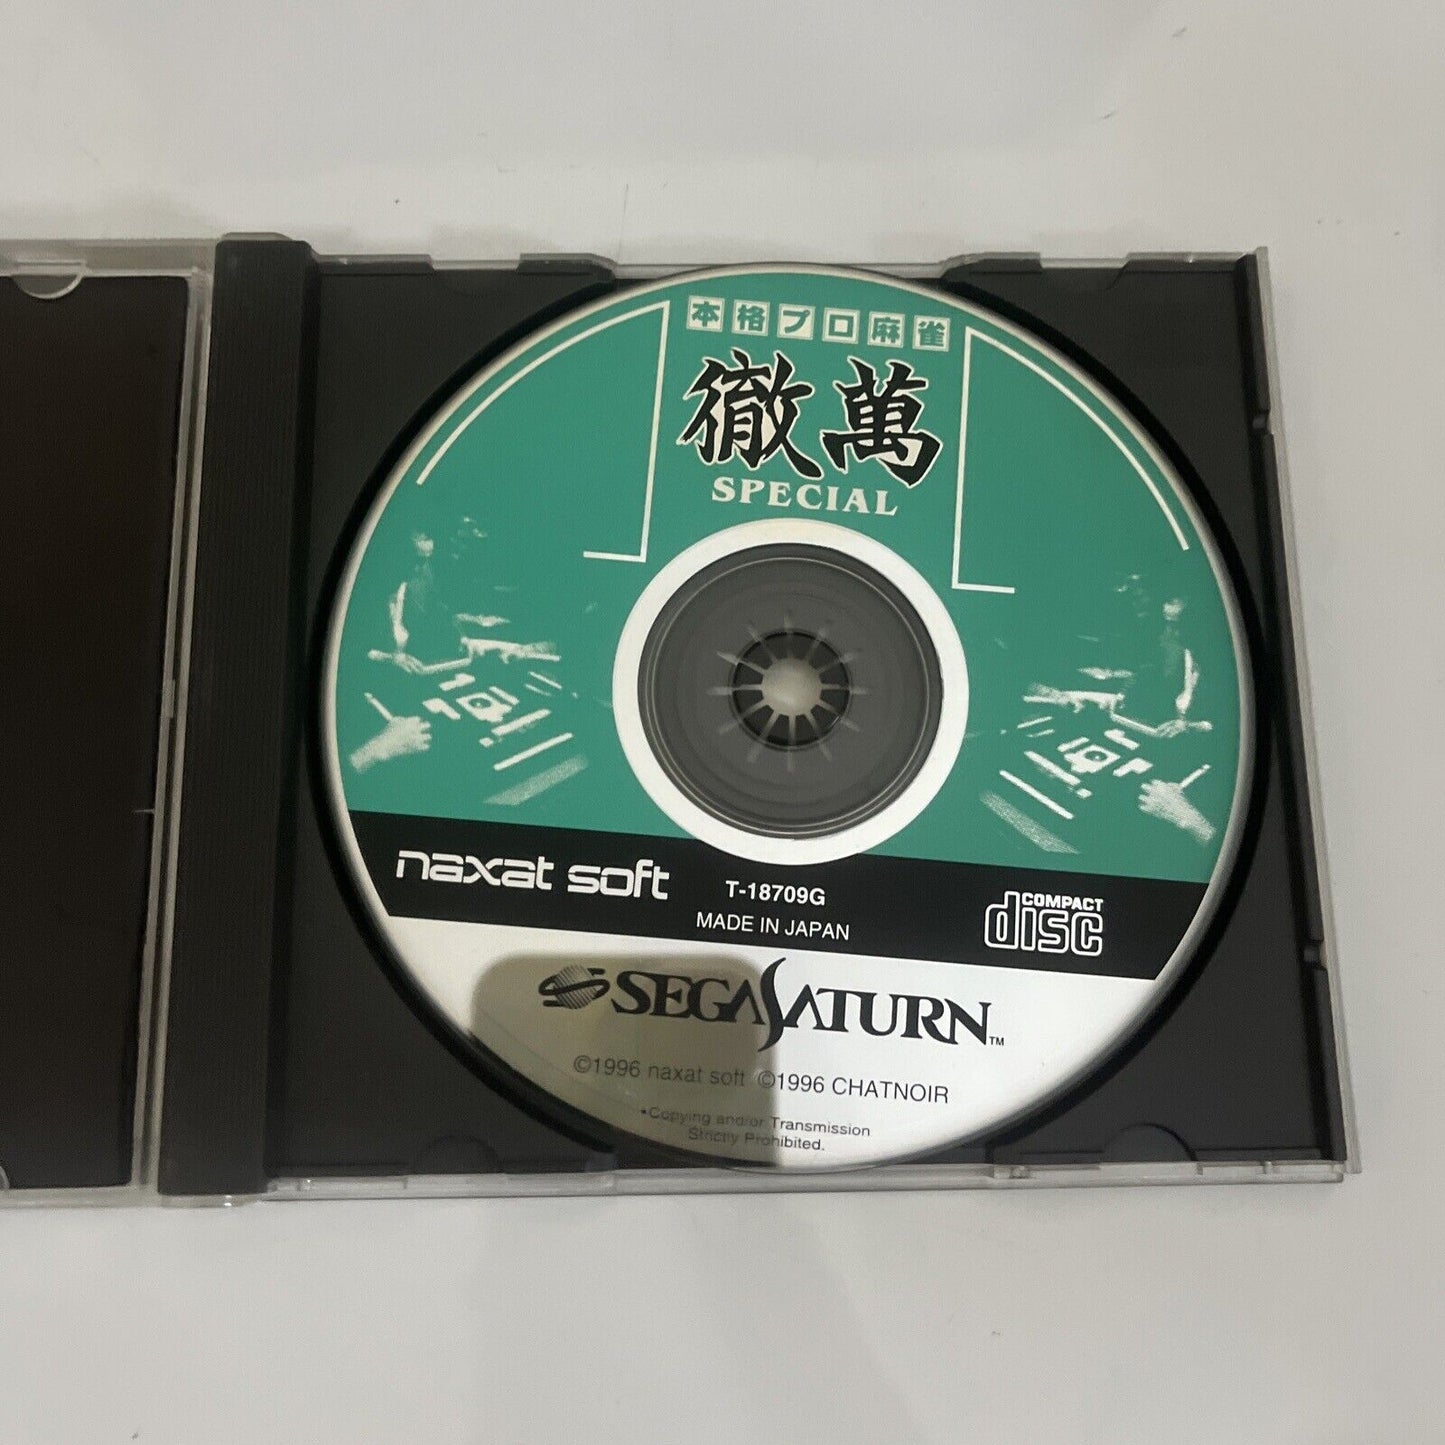 本格プロ麻雀
徹萬
SPECIAL
naxat soft
T-18709G
MADE IN JAPAN
COMPACT
disc
SEGA SATURN™
©1996 naxat soft ©1996 CHATNOIR
•Copying and/or Transmission
Strictly Prohibited.